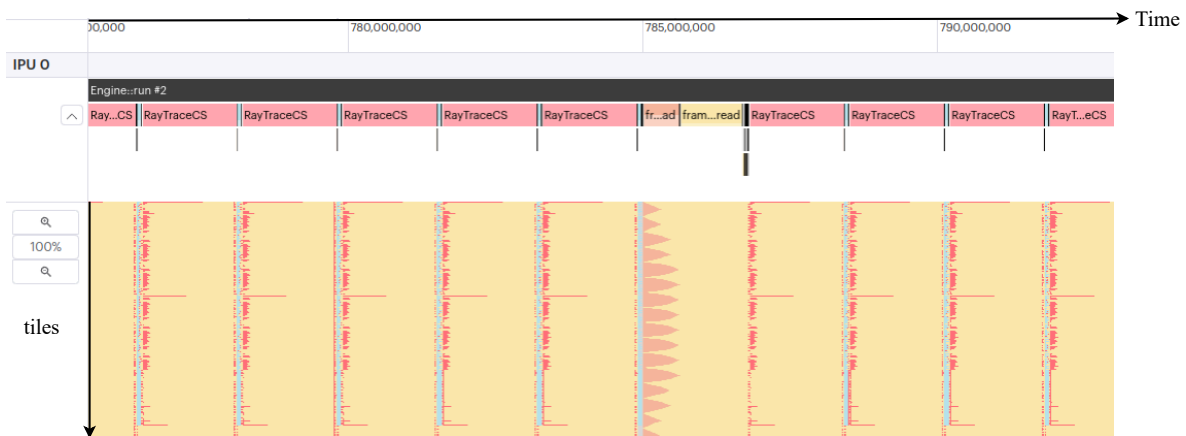 Time
00,000 780,000,000 785,000,000 790,000,000
IPU 0
Engine::run #2
Ray...CS RayTraceCS RayTraceCS RayTraceCS RayTraceCS RayTraceCS fr...ad fram...read RayTraceCS RayTraceCS RayTraceCS RayT...eCS
100%
tiles